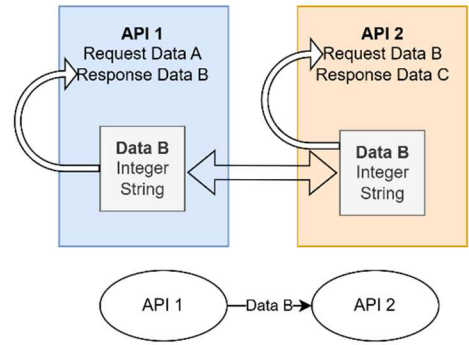 API 1
Request Data A
Response Data B
Data B
Integer
String
API 2
Request Data B
Response Data C
Data B
Integer
String
API 1
Data B
API 2